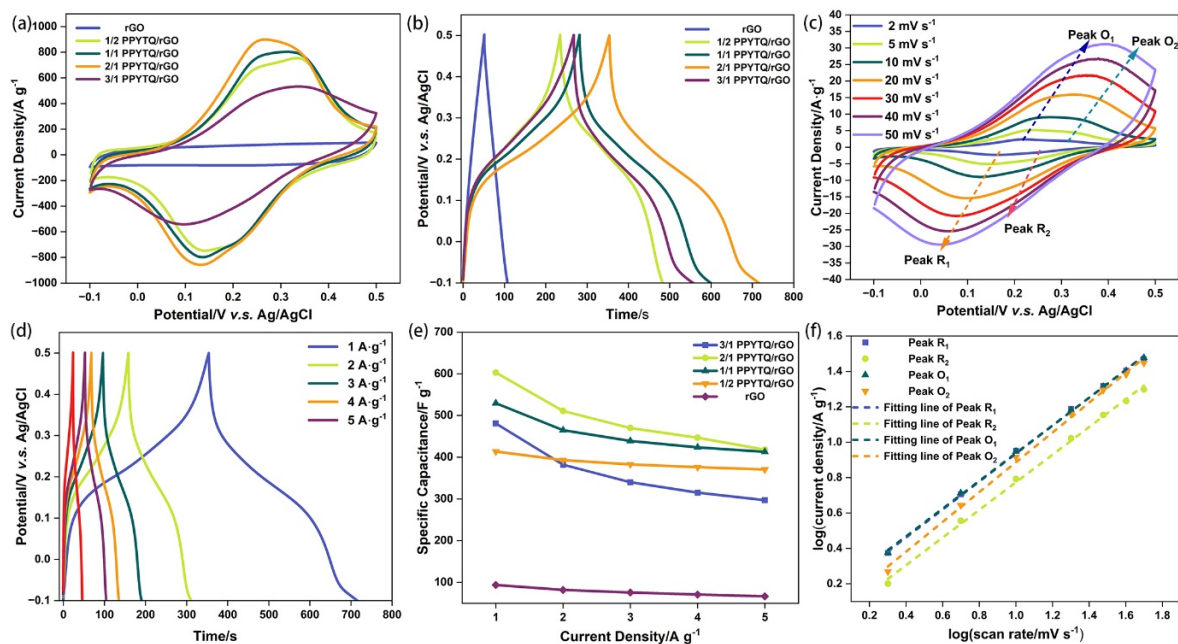 (a)
rGO
1/2 PPYTQ/rGO
1/1 PPYTQ/rGO
2/1 PPYTQ/rGO
3/1 PPYTQ/rGO
1000
800
600
400
200
0
-200
-400
-600
-800
1000
Current Density/A g⁻¹
-0.1 0.0 0.1 0.2 0.3 0.4 0.5
Potential/V v.s. Ag/AgCl
(b)
rGO
1/2 PPYTQ/rGO
1/1 PPYTQ/rGO
2/1 PPYTQ/rGO
3/1 PPYTQ/rGO
0.5
0.4
0.3
0.2
0.1
0.0
-0.1
Potential/V v.s. Ag/AgCl
0 100 200 300 400 500 600 700 800
Time/s
(c)
2 mV s⁻¹
5 mV s⁻¹
10 mV s⁻¹
20 mV s⁻¹
30 mV s⁻¹
40 mV s⁻¹
50 mV s⁻¹
Peak O₁
Peak O₂
Peak R₂
Peak R₁
40
35
30
25
20
15
10
5
0
-5
-10
-15
-20
-25
-30
-35
-40
Current Density/A·g⁻¹
-0.1 0.0 0.1 0.2 0.3 0.4 0.5
Potential/V v.s. Ag/AgCl
(d)
1 A·g⁻¹
2 A·g⁻¹
3 A·g⁻¹
4 A·g⁻¹
5 A·g⁻¹
0.5
0.4
0.3
0.2
0.1
0.0
-0.1
Potential/V v.s. Ag/AgCl
0 100 200 300 400 500 600 700 800
Time/s
(e)
3/1 PPYTQ/rGO
2/1 PPYTQ/rGO
1/1 PPYTQ/rGO
1/2 PPYTQ/rGO
rGO
700
600
500
400
300
200
100
Specific Capacitance/F g⁻¹
1 2 3 4 5
Current Density/A g⁻¹
(f)
Peak R₁
Peak R₂
Peak O₁
Peak O₂
Fitting line of Peak R₁
Fitting line of Peak R₂
Fitting line of Peak O₁
Fitting line of Peak O₂
1.6
1.4
1.2
1.0
0.8
0.6
0.4
0.2
log(current density/A g⁻¹)
0.2 0.4 0.6 0.8 1.0 1.2 1.4 1.6 1.8
log(scan rate/mV s⁻¹)